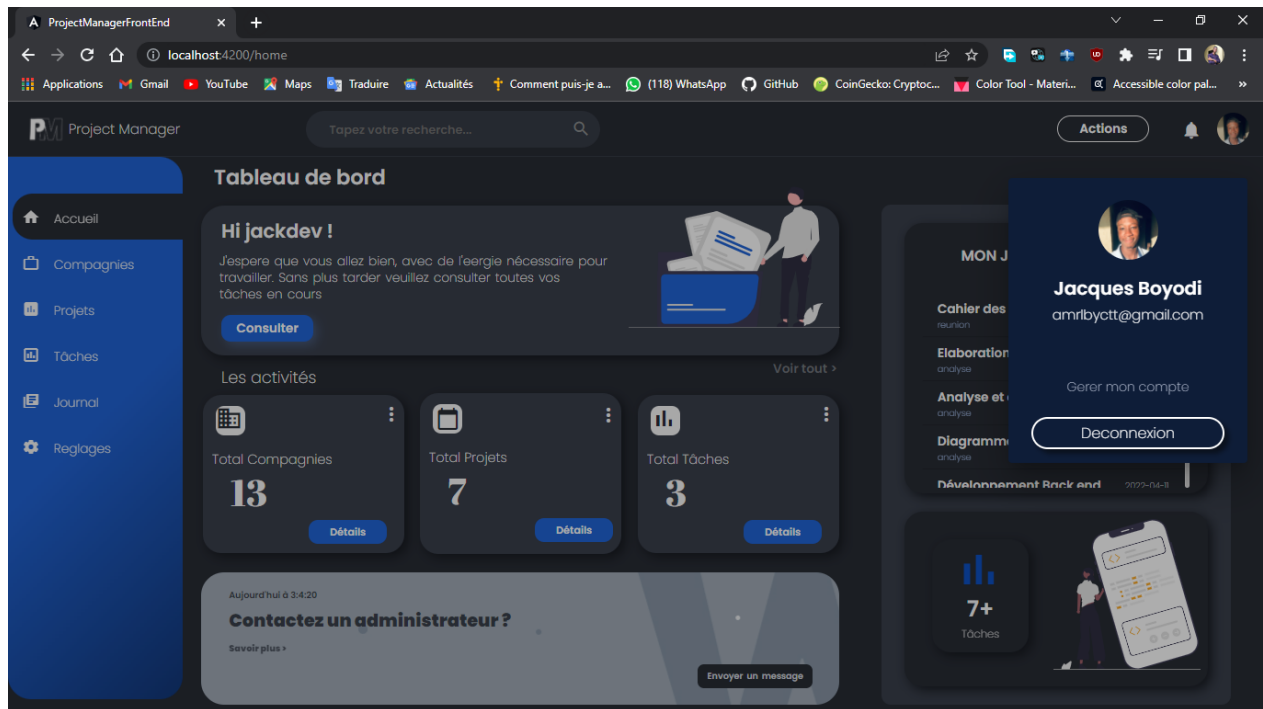 ProjectManagerFrontEnd
localhost:4200/home
Applications
Gmail
YouTube
Maps
Traduire
Actualités
Comment puis-je a...
(118) WhatsApp
GitHub
CoinGecko: Cryptoc...
Color Tool - Materi...
Accessible color pal...
PM Project Manager
Tapez votre recherche...
Actions
Tableau de bord
Accueil
Compagnies
Projets
Tâches
Journal
Reglages
Hi jackdev !
J'espere que vous allez bien, avec de l'eergie nécessaire pour
travailler. Sans plus tarder veuillez consulter toutes vos
tâches en cours
Consulter
Les activités
Voir tout >
Total Compagnies
13
Détails
Total Projets
7
Détails
Total Tâches
3
Détails
Aujourd'hui à 3:4:20
Contactez un administrateur ?
Savoir plus >
Envoyer un message
MON J
Cahier des
reunion
Elaboration
analyse
Analyse et
analyse
Diagramm
analyse
Développement Back end 2022-04-11
7+
Tâches
Jacques Boyodi
amrlbyctt@gmail.com
Gerer mon compte
Deconnexion